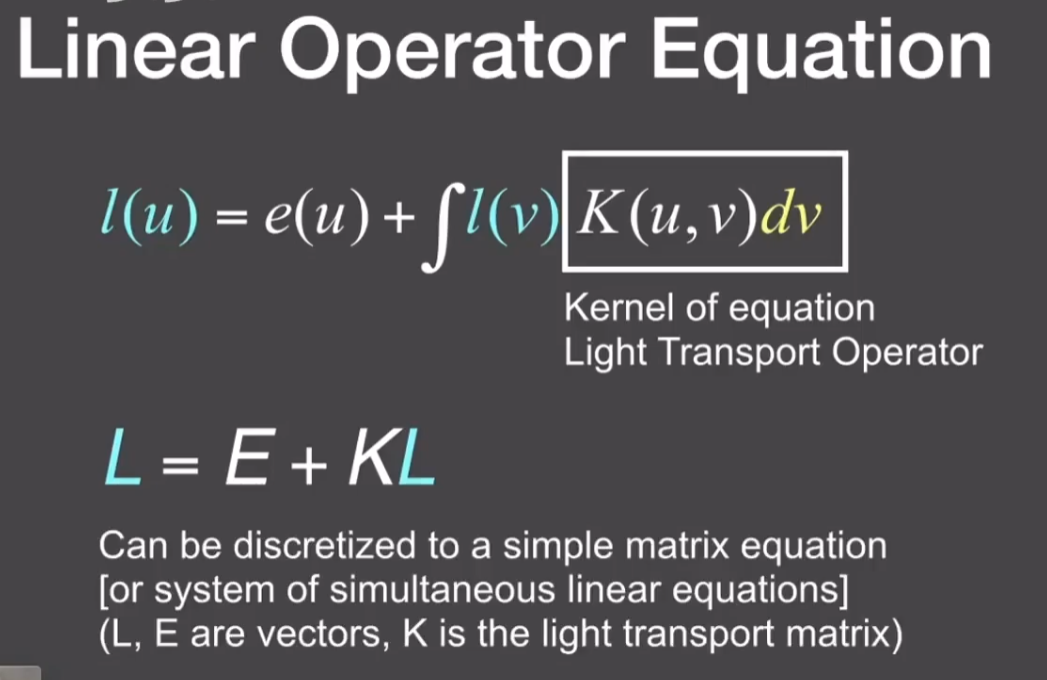 Linear Operator Equation
l(u) = e(u) + ∫l(v) K(u, v)dv
Kernel of equation
Light Transport Operator
L = E + KL
Can be discretized to a simple matrix equation
[or system of simultaneous linear equations]
(L, E are vectors, K is the light transport matrix)